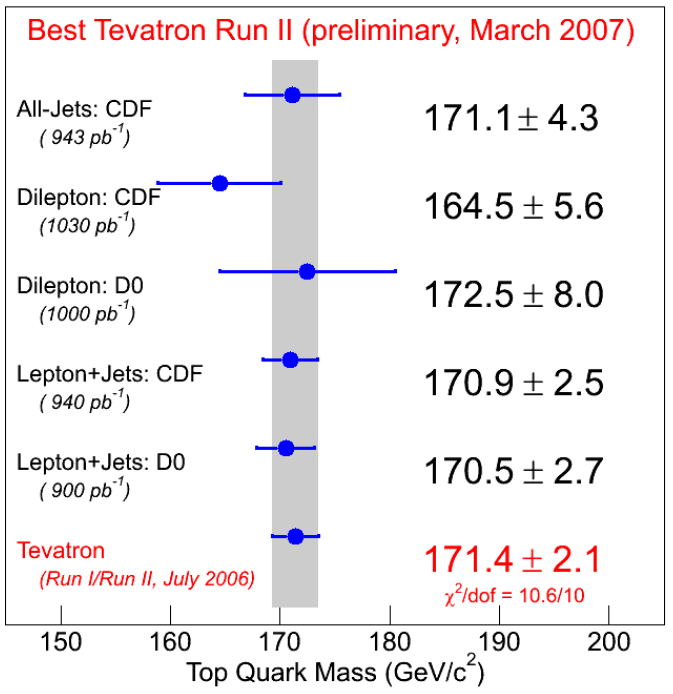 Best Tevatron Run II (preliminary, March 2007)
All-Jets: CDF
( 943 pb⁻¹)
171.1 ± 4.3
Dilepton: CDF
(1030 pb⁻¹)
164.5 ± 5.6
Dilepton: D0
(1000 pb⁻¹)
172.5 ± 8.0
Lepton+Jets: CDF
( 940 pb⁻¹)
170.9 ± 2.5
Lepton+Jets: D0
( 900 pb⁻¹)
170.5 ± 2.7
Tevatron
(Run I/Run II, July 2006)
171.4 ± 2.1
χ²/dof = 10.6/10
150 160 170 180 190 200
Top Quark Mass (GeV/c²)